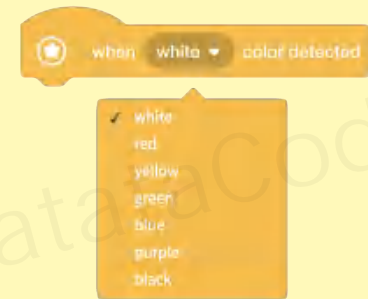 when white color detected
white
red
yellow
green
blue
purple
black